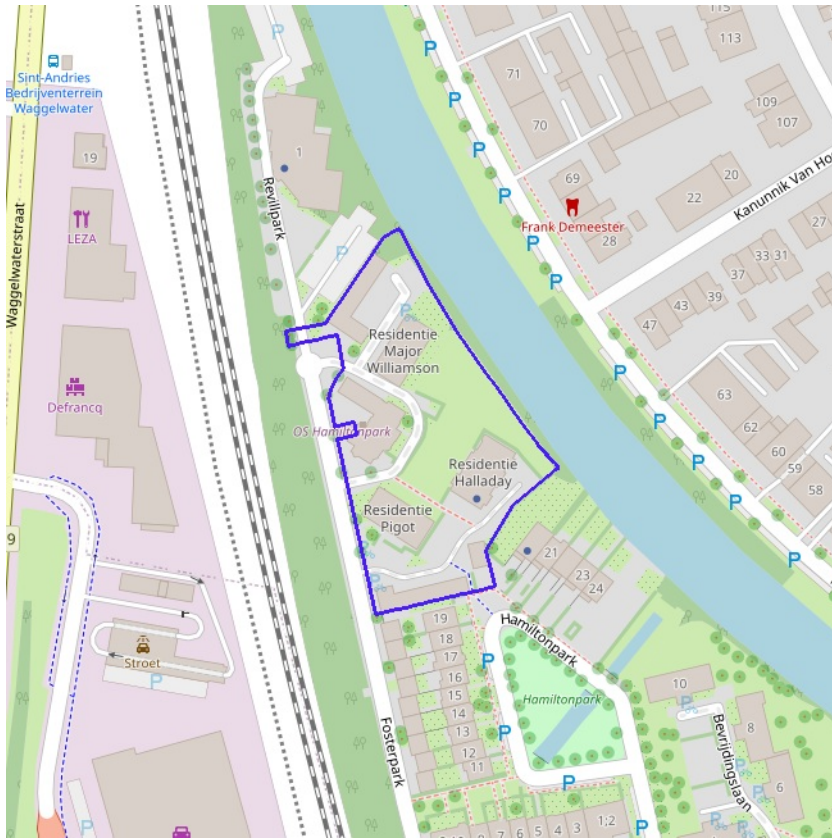 Sint-Andries
Bedrijventerrein
Waggelwater
P
P
71
113
70
109
107
19
1
P
P
Waggelwaterstraat
LEZA
Revillpark
69
20
22
Kanunnik Van Ho
Frank Demeester
28
27
P
P
P
33
31
37
39
43
47
Residentie
Major
Williamson
Defrancq
OS Hamiltonpark
P
P
63
62
60
59
58
Residentie
Halladay
Residentie
Pigot
9
P
P
21
23
24
Stroet
P
19
18
17
16
15
14
13
12
11
Hamiltonpark
P
Hamiltonpark
10
Bevrijdingslaan
8
6
Fosterpark
P
P
P
P
8
7
6
5
4
3
1;2